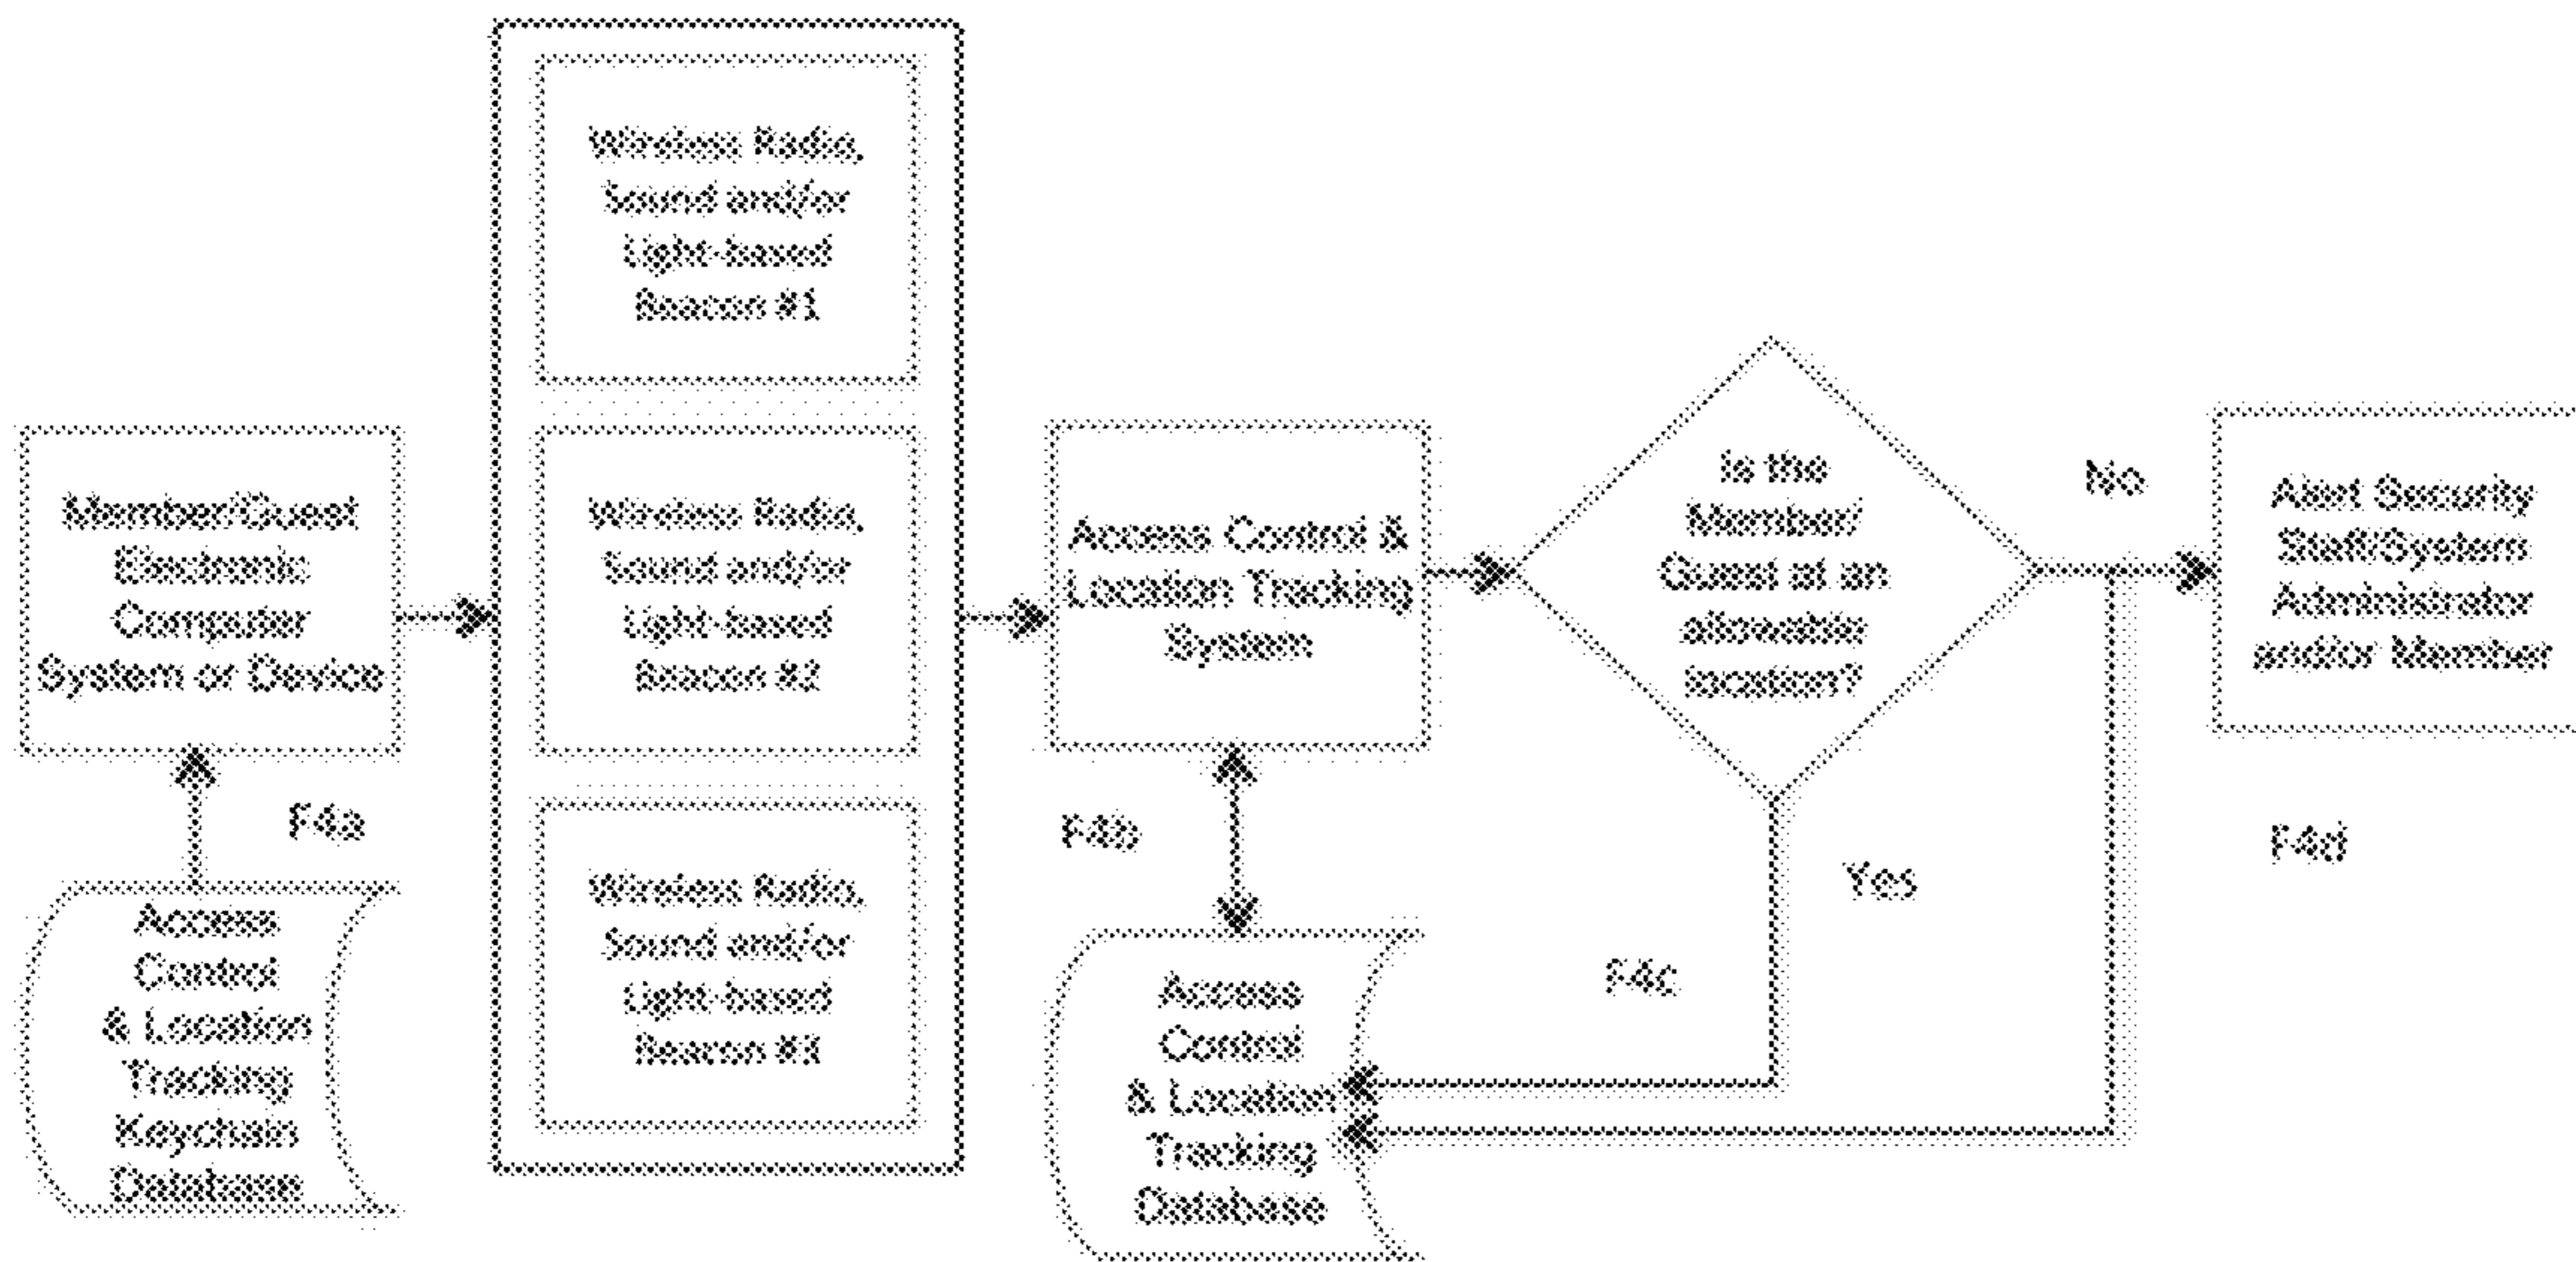 Wireless Radio,
Sound and/or
Light-based
Beacon #1
Member/Guest
Electronic
Computer
System or Device
Wireless Radio,
Sound and/or
Light-based
Beacon #2
Access Control &
Location Tracking
System
Is the
Member/
Guest at an
allowable
location?
No
Alert Security
Staff/System
Administrator
and/or Member
F4a
F4b
Yes
F4d
Access
Control
& Location
Tracking
Keychain
Database
Wireless Radio,
Sound and/or
Light-based
Beacon #3
F4c
Access
Control
& Location
Tracking
Database